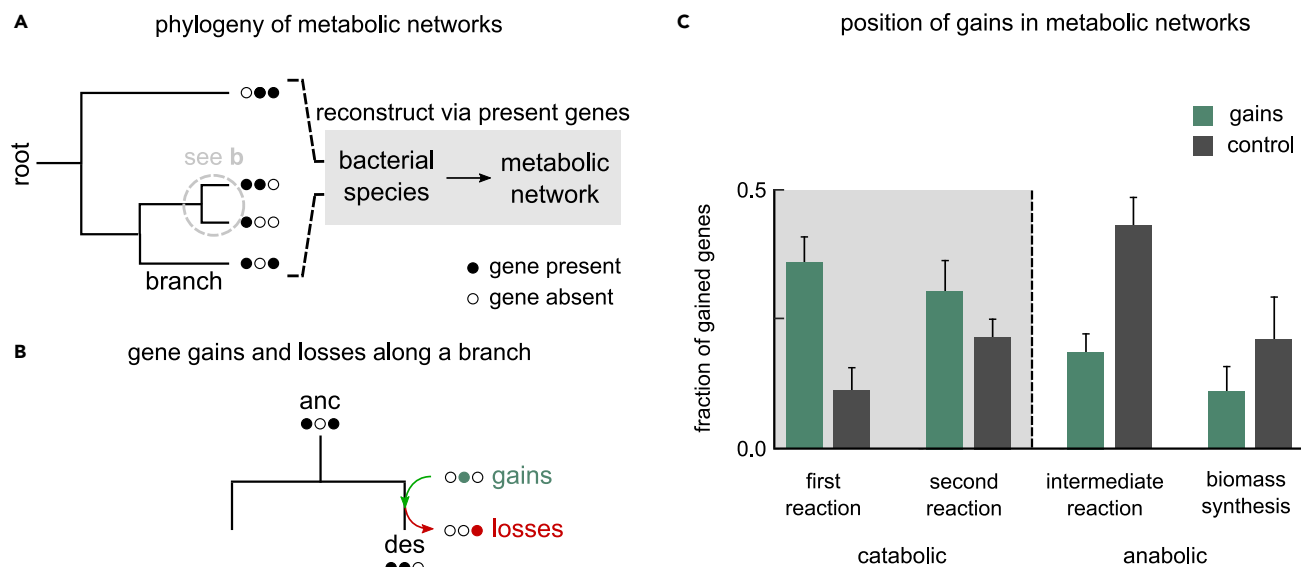 A
phylogeny of metabolic networks
root
see b
branch
reconstruct via present genes
bacterial
species
metabolic
network
gene present
gene absent
B
gene gains and losses along a branch
anc
gains
losses
des
C
position of gains in metabolic networks
gains
control
fraction of gained genes
0.5
0.0
first
reaction
second
reaction
intermediate
reaction
biomass
synthesis
catabolic
anabolic